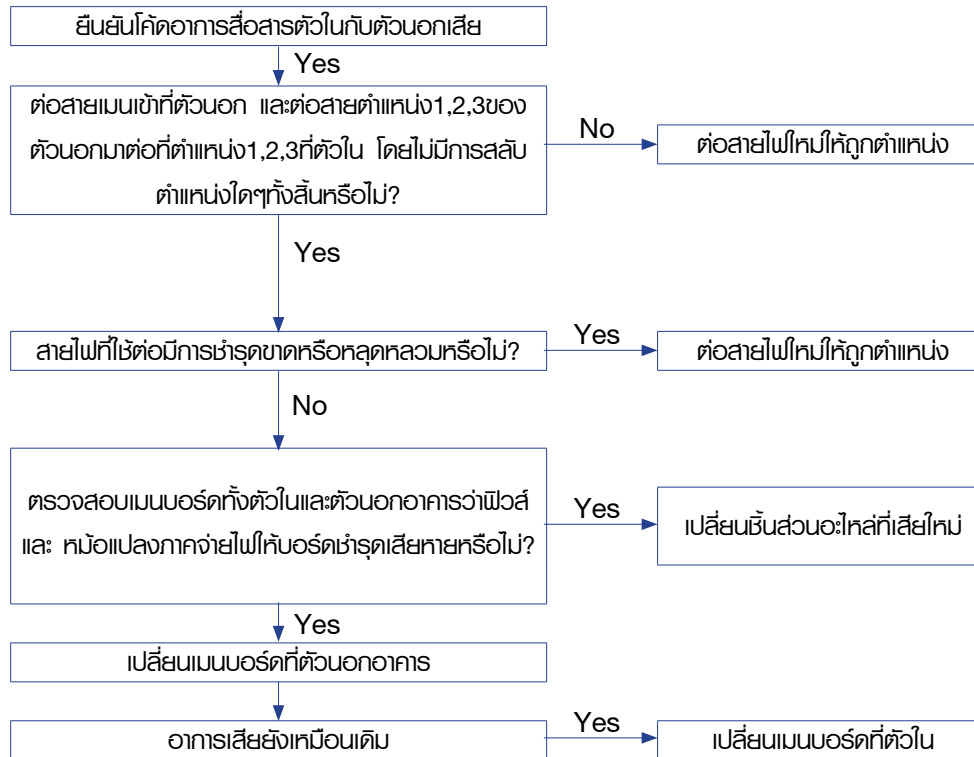 ยืนยันโค้ดอาการสื่อสารตัวในกับตัวนอกเสีย
Yes
ต่อสายเมนเข้าที่ตัวนอก และต่อสายตำแหน่ง1,2,3ของ
ตัวนอกมาต่อที่ตำแหน่ง1,2,3ที่ตัวใน โดยไม่มีการสลับ
ตำแหน่งใดๆทั้งสิ้นหรือไม่?
No
ต่อสายไฟใหม่ให้ถูกตำแหน่ง
Yes
สายไฟที่ใช้ต่อมีการชำรุดขาดหรือหลุดหลวมหรือไม่?
Yes
ต่อสายไฟใหม่ให้ถูกตำแหน่ง
No
ตรวจสอบเมนบอร์ดทั้งตัวในและตัวนอกอาคารว่าฟิวส์
และ หม้อแปลงภาคจ่ายไฟให้บอร์ดชำรุดเสียหายหรือไม่?
Yes
เปลี่ยนชิ้นส่วนอะไหล่ที่เสียใหม่
Yes
เปลี่ยนเมนบอร์ดที่ตัวนอกอาคาร
อาการเสียยังเหมือนเดิม
Yes
เปลี่ยนเมนบอร์ดที่ตัวใน